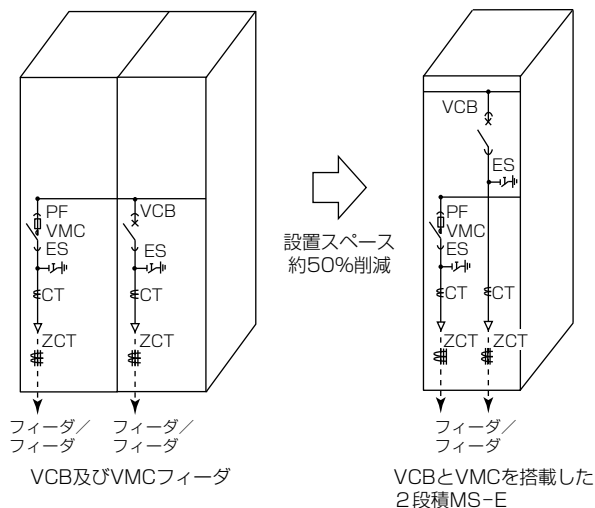 PF
VMC
ES
CT
ZCT
VCB
ES
CT
ZCT
フィーダ／
フィーダ
フィーダ／
フィーダ
VCB及びVMCフィーダ
設置スペース
約50%削減
VCB
ES
PF
VMC
ES
CT
CT
ZCT
ZCT
フィーダ／
フィーダ
VCBとVMCを搭載した
２段積MS-E